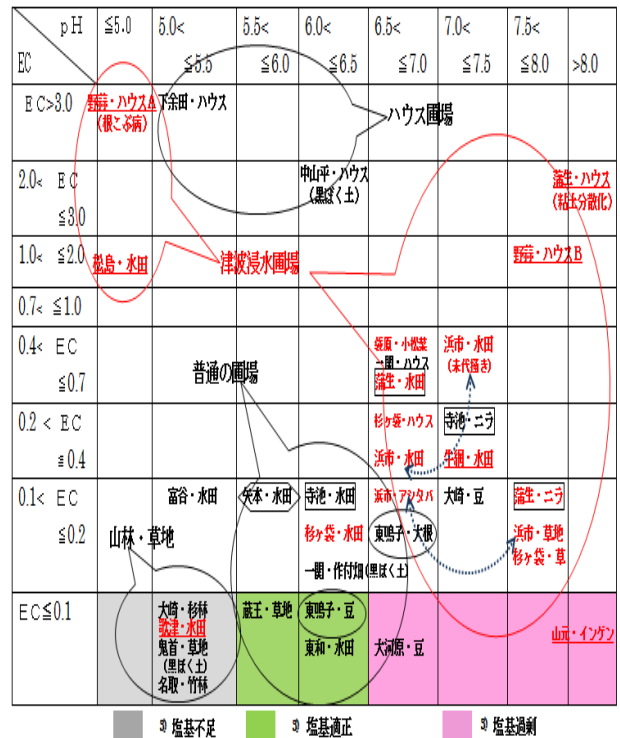 pH ≦5.0 5.0< 5.5< 6.0< 6.5< 7.0< 7.5<
EC ≦5.5 ≦6.0 ≦6.5 ≦7.0 ≦7.5 ≦8.0 >8.0
EC>3.0 野蒜・ハウスA 下余田・ハウス
(根こぶ病) ハウス圃場
2.0< EC 中山平・ハウス 蒲生・ハウス
≦3.0 (黒ぼく土) (粘土分散化)
1.0< ≦2.0 松島・水田 津波浸水圃場 野蒜・ハウスB
0.7< ≦1.0
0.4< EC 袋原・小松菜 浜市・水田
一関・ハウス (未代掻き)
≦0.7 普通の圃場 蒲生・水田
0.2 < EC 杉ヶ袋・ハウス 寺池・ニラ
≦0.4 浜市・水田 牛網・水田
0.1< EC 富谷・水田 矢本・水田 寺池・水田 浜市・アシタバ 大崎・豆 蒲生・ニラ
≦0.2 山林・草地 杉ヶ袋・水田 東鳴子・大根 浜市・草地
杉ヶ袋・草
一関・作付畑(黒ぼく土)
EC≦0.1 大崎・杉林 蔵王・草地 東鳴子・豆
歌津・水田 山元・インゲン
鬼首・草地 東和・水田 大河原・豆
(黒ぼく土)
名取・竹林
5) 塩基不足 5) 塩基適正 5) 塩基過剰